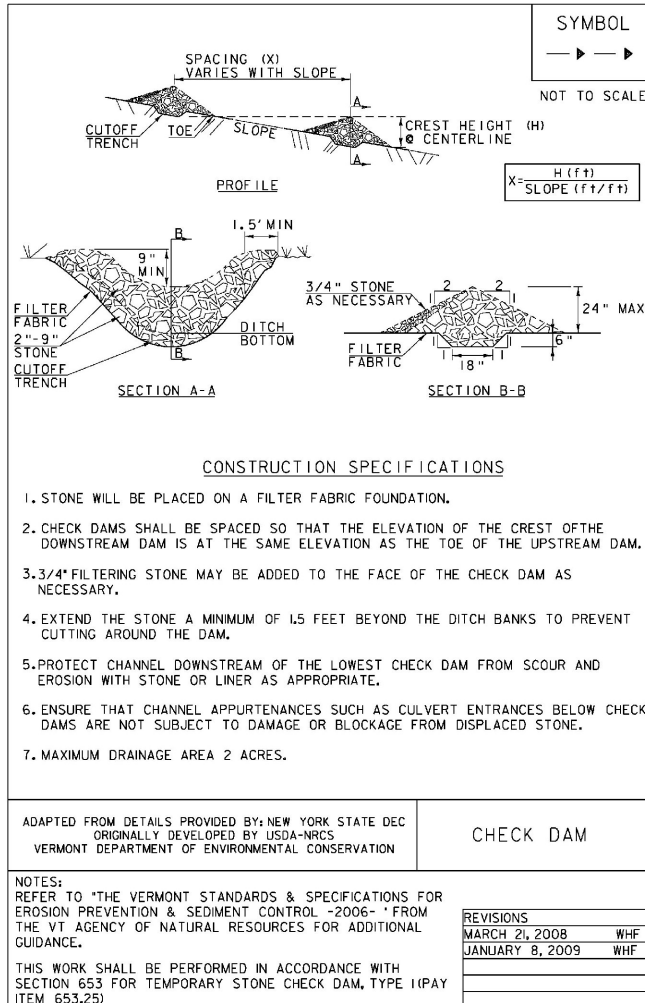 SYMBOL
NOT TO SCALE
SPACING (X)
VARIES WITH SLOPE
A
CUTOFF
TRENCH
TOE
SLOPE
CREST HEIGHT (H)
@ CENTERLINE
A
PROFILE
X= H (ft)
SLOPE (ft/ft)
B
1.5' MIN
9"
MIN
FILTER
FABRIC
2"-9"
STONE
CUTOFF
TRENCH
DITCH
BOTTOM
B
SECTION A-A
3/4" STONE
AS NECESSARY
2 2
1 1
24" MAX
6"
FILTER
FABRIC
1 1
18"
SECTION B-B
CONSTRUCTION SPECIFICATIONS
1. STONE WILL BE PLACED ON A FILTER FABRIC FOUNDATION.
2. CHECK DAMS SHALL BE SPACED SO THAT THE ELEVATION OF THE CREST OFTHE
DOWNSTREAM DAM IS AT THE SAME ELEVATION AS THE TOE OF THE UPSTREAM DAM.
3. 3/4" FILTERING STONE MAY BE ADDED TO THE FACE OF THE CHECK DAM AS
NECESSARY.
4. EXTEND THE STONE A MINIMUM OF 1.5 FEET BEYOND THE DITCH BANKS TO PREVENT
CUTTING AROUND THE DAM.
5. PROTECT CHANNEL DOWNSTREAM OF THE LOWEST CHECK DAM FROM SCOUR AND
EROSION WITH STONE OR LINER AS APPROPRIATE.
6. ENSURE THAT CHANNEL APPURTENANCES SUCH AS CULVERT ENTRANCES BELOW CHECK
DAMS ARE NOT SUBJECT TO DAMAGE OR BLOCKAGE FROM DISPLACED STONE.
7. MAXIMUM DRAINAGE AREA 2 ACRES.
ADAPTED FROM DETAILS PROVIDED BY: NEW YORK STATE DEC
ORIGINALLY DEVELOPED BY USDA-NRCS
VERMONT DEPARTMENT OF ENVIRONMENTAL CONSERVATION
CHECK DAM
NOTES:
REFER TO "THE VERMONT STANDARDS & SPECIFICATIONS FOR
EROSION PREVENTION & SEDIMENT CONTROL -2006- " FROM
THE VT AGENCY OF NATURAL RESOURCES FOR ADDITIONAL
GUIDANCE.
THIS WORK SHALL BE PERFORMED IN ACCORDANCE WITH
SECTION 653 FOR TEMPORARY STONE CHECK DAM, TYPE I (PAY
ITEM 653.25)
REVISIONS
MARCH 21, 2008 WHF
JANUARY 8, 2009 WHF